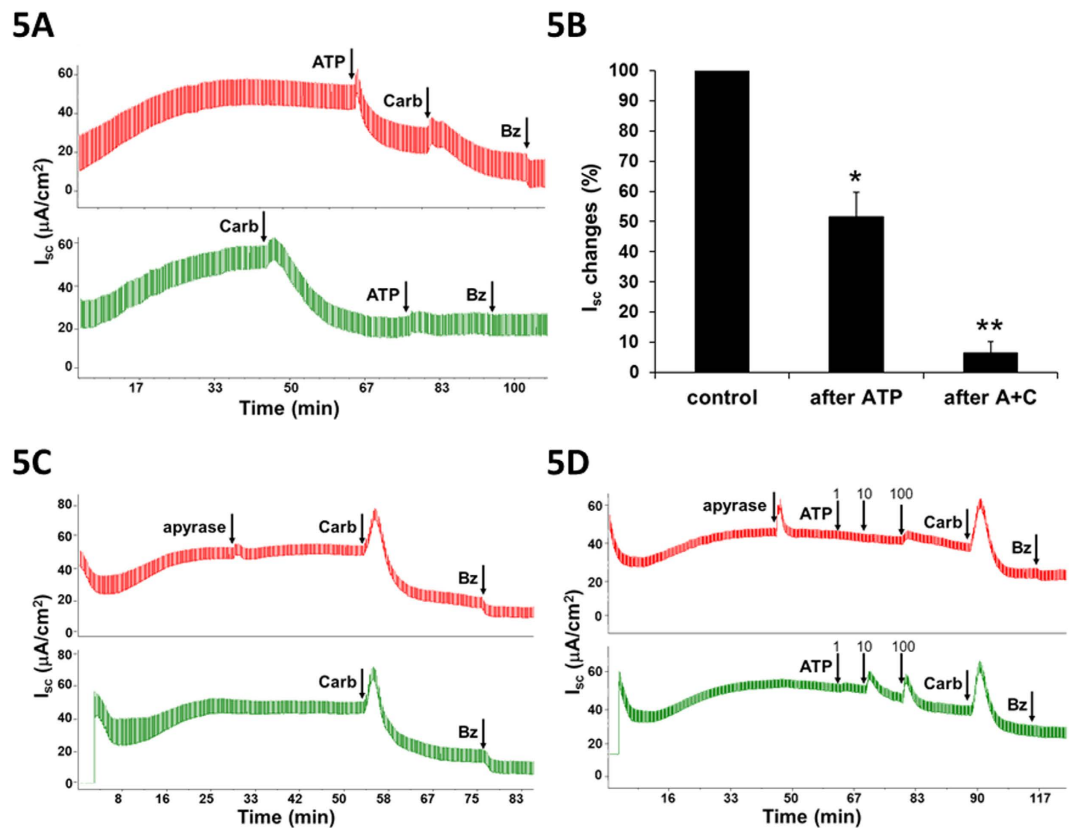 5A
ATP
Carb
Bz
60
40
20
0
Carb
ATP
Bz
60
40
20
0
Isc (μA/cm²)
17 33 50 67 83 100
Time (min)
5B
100
90
80
70
60
50
40
30
20
10
0
Isc changes (%)
*
**
control after ATP after A+C
5C
80
60
40
20
0
apyrase
Carb
Bz
80
60
40
20
0
Carb
Bz
Isc (μA/cm²)
8 16 25 33 42 50 58 67 75 83
Time (min)
5D
60
40
20
0
apyrase
ATP
1 10 100
Carb
Bz
60
40
20
0
ATP
1 10 100
Carb
Bz
Isc (μA/cm²)
16 33 50 67 83 90 117
Time (min)